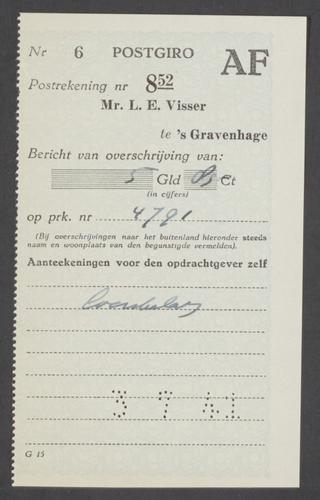 Nr 6 POSTGIRO AF
Postrekening nr 852
Mr. L. E. Visser
te 's Gravenhage
Bericht van overschrijving van:
5 Gld 05 Ct
(in cijfers)
op prk. nr 4791
(Bij overschrijvingen naar het buitenland hieronder steeds
naam en woonplaats van den begunstigde vermelden).
Aanteekeningen voor den opdrachtgever zelf
3 7 41
G 15